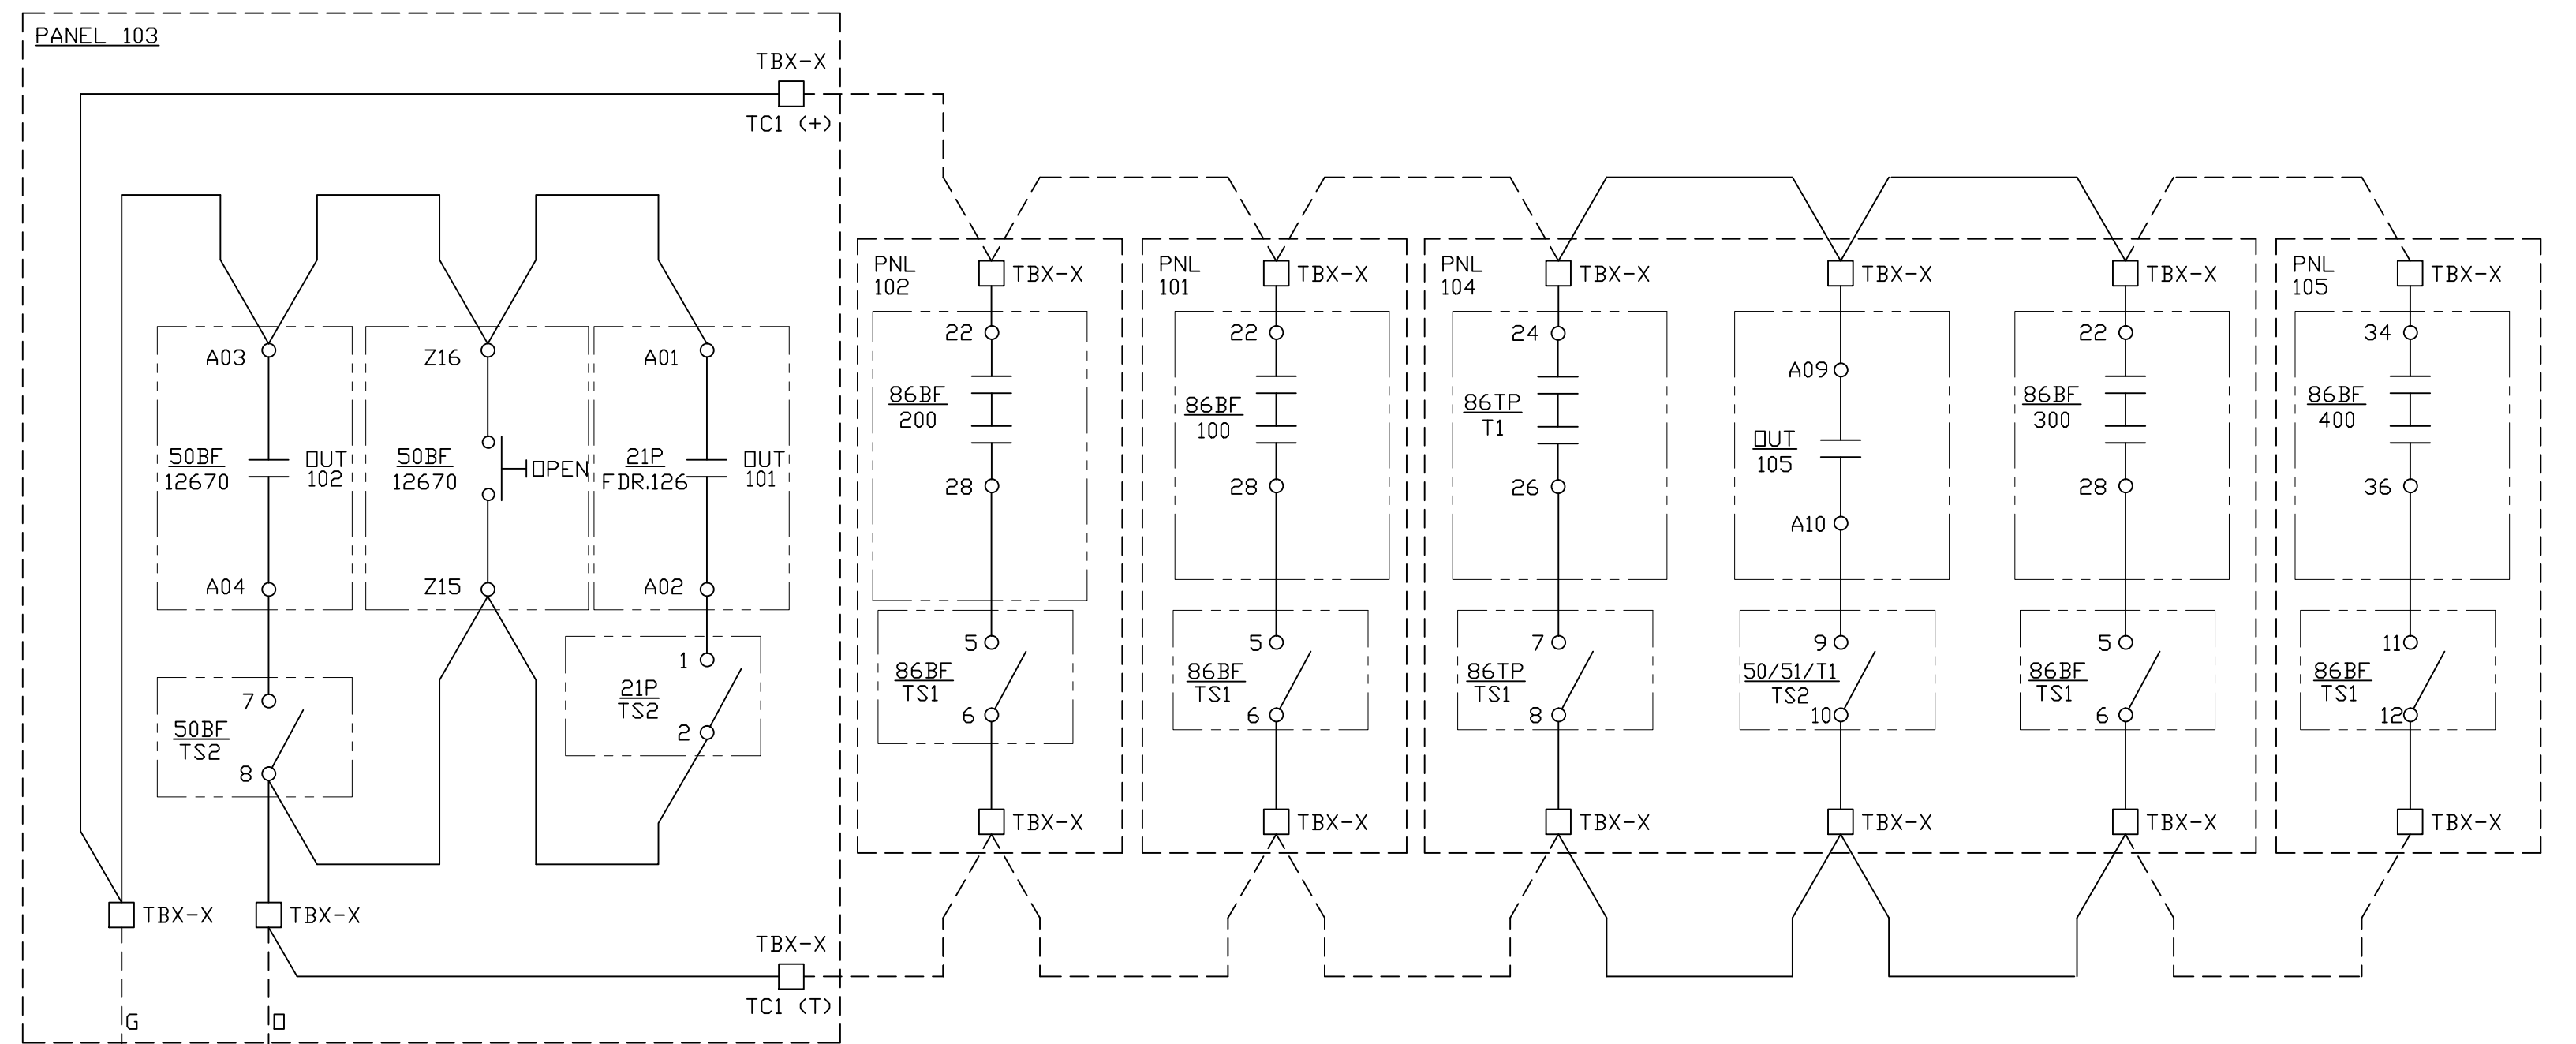 PANEL 103
TBX-X
TC1 (+)
PNL
102
TBX-X
PNL
101
TBX-X
PNL
104
TBX-X
TBX-X
TBX-X
PNL
105
TBX-X
A03
50BF
12670
OUT
102
A04
Z16
50BF
12670
OPEN
Z15
A01
21P
FDR.126
OUT
101
A02
22
86BF
200
28
22
86BF
100
28
24
86TP
T1
26
A09
OUT
105
A10
22
86BF
300
28
34
86BF
400
36
7
50BF
TS2
8
1
21P
TS2
2
5
86BF
TS1
6
5
86BF
TS1
6
7
86TP
TS1
8
9
50/51/T1
TS2
10
5
86BF
TS1
6
11
86BF
TS1
12
TBX-X
TBX-X
TBX-X
TBX-X
TBX-X
TBX-X
TBX-X
TBX-X
TBX-X
TC1 (T)
G
O